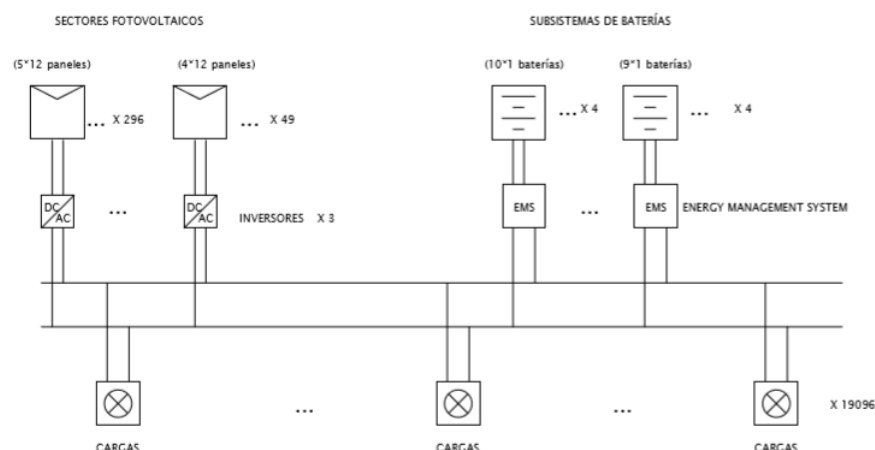 SECTORES FOTOVOLTAICOS SUBSISTEMAS DE BATERÍAS
(5*12 paneles) (4*12 paneles) (10*1 baterías) (9*1 baterías)
... X 296 ... X 49 ... X 4 ... X 4
DC AC ... DC AC INVERSORES X 3 EMS ... EMS ENERGY MANAGEMENT SYSTEM
... ... X 19096
CARGAS CARGAS CARGAS